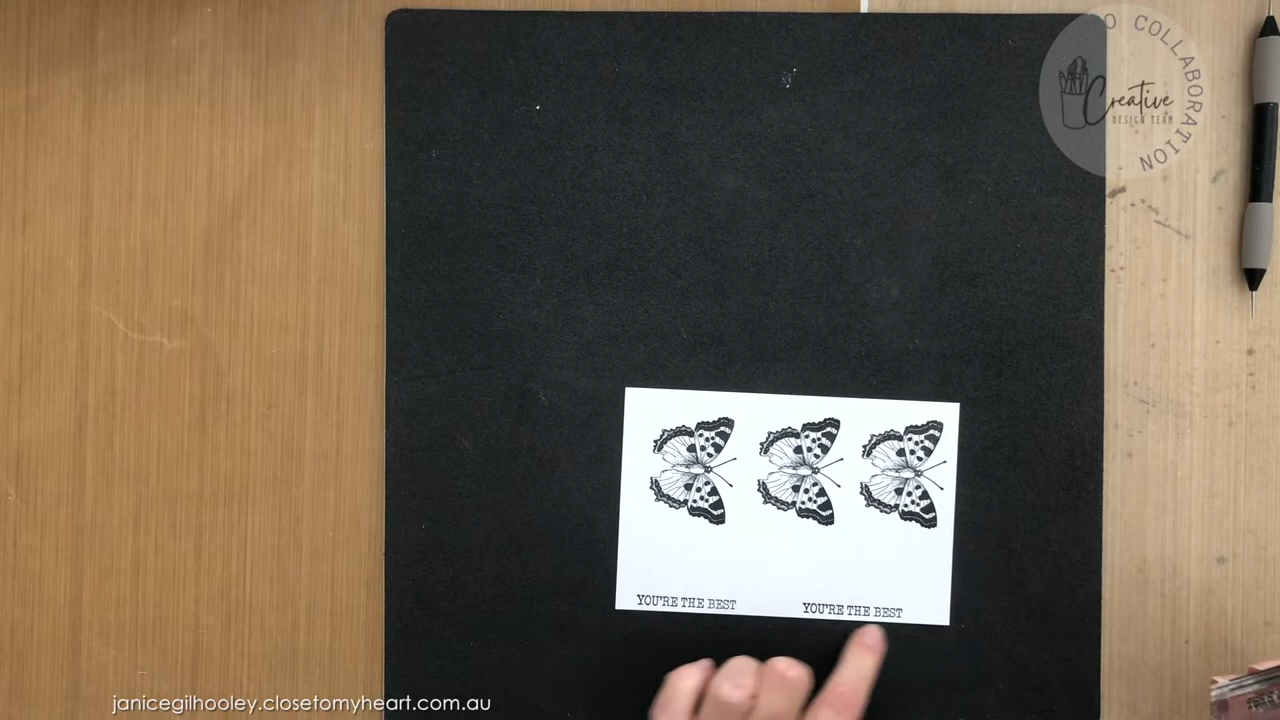 O COLLABORATION
Creative
DESIGN TEAM
YOU'RE THE BEST
YOU'RE THE BEST
janicegilhooley.closetomyheart.com.au